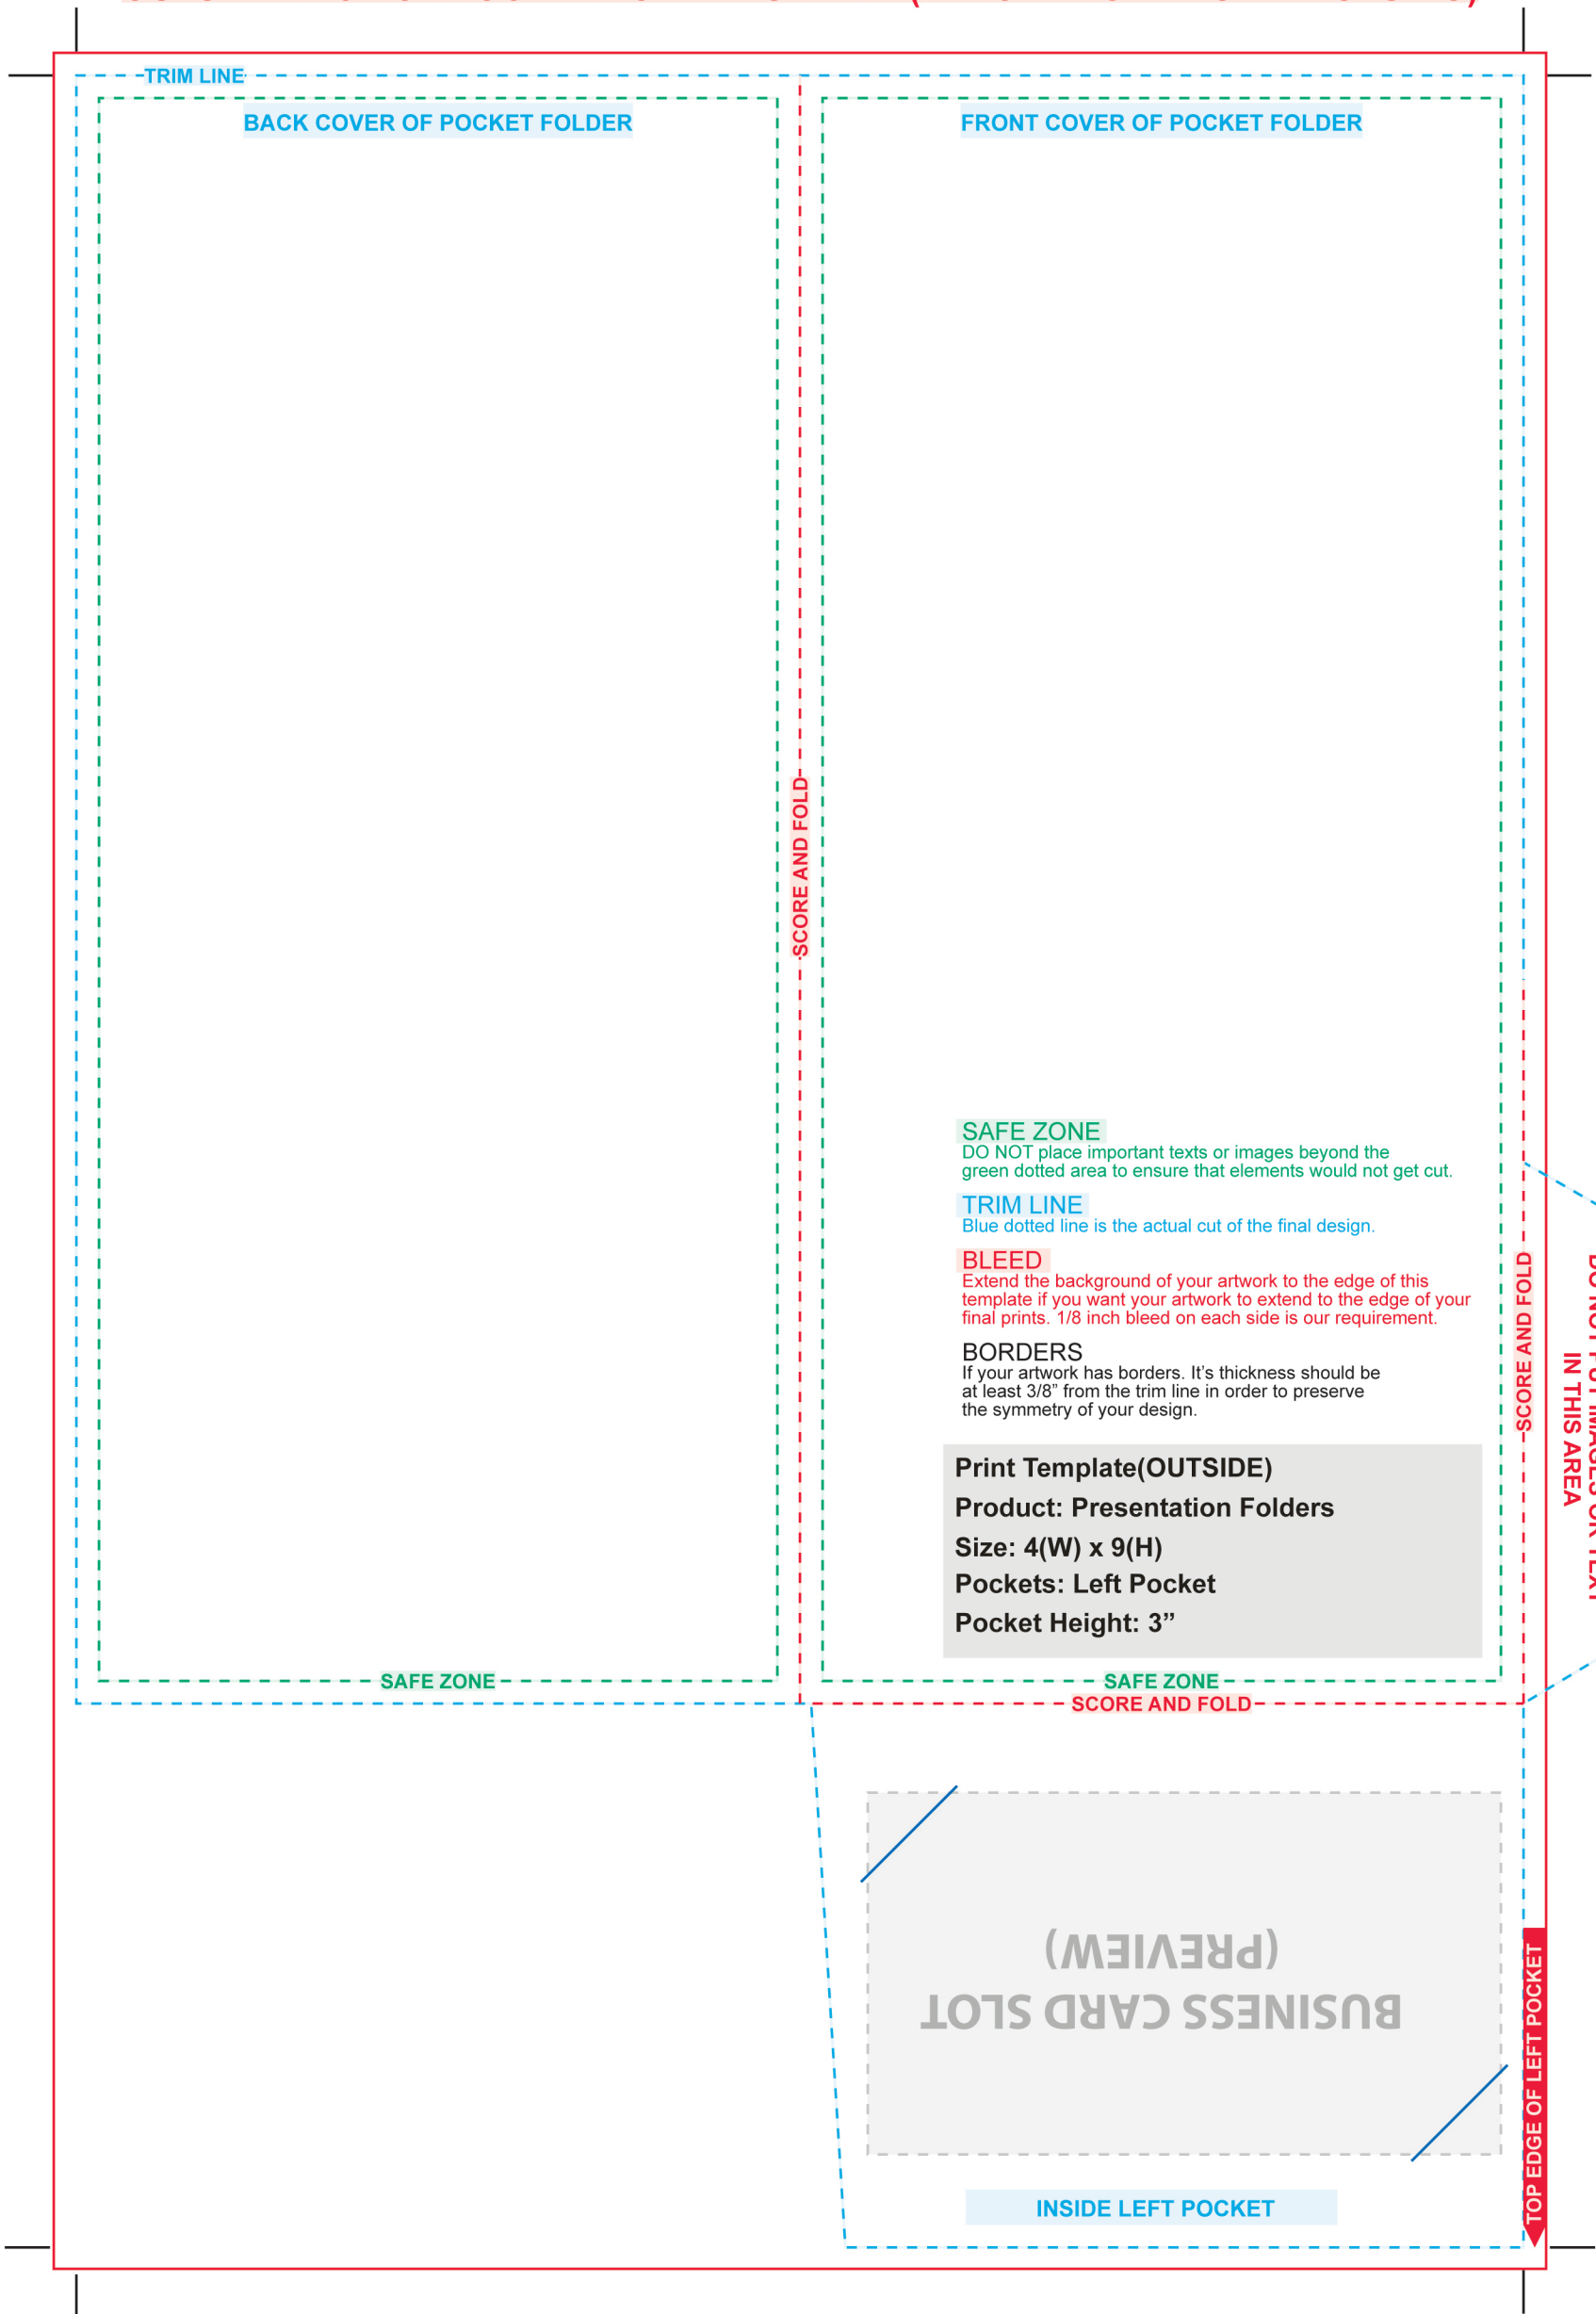 TRIM LINE
BACK COVER OF POCKET FOLDER
FRONT COVER OF POCKET FOLDER
SCORE AND FOLD
SAFE ZONE
DO NOT place important texts or images beyond the
green dotted area to ensure that elements would not get cut.
TRIM LINE
Blue dotted line is the actual cut of the final design.
BLEED
Extend the background of your artwork to the edge of this
template if you want your artwork to extend to the edge of your
final prints. 1/8 inch bleed on each side is our requirement.
BORDERS
If your artwork has borders. It’s thickness should be
at least 3/8” from the trim line in order to preserve
the symmetry of your design.
Print Template(OUTSIDE)
Product: Presentation Folders
Size: 4(W) x 9(H)
Pockets: Left Pocket
Pocket Height: 3”
SCORE AND FOLD
DO NOT PUT IMAGES OR TEXT
IN THIS AREA
SAFE ZONE
SAFE ZONE
SCORE AND FOLD
BUSINESS CARD SLOT
(PREVIEW)
TOP EDGE OF LEFT POCKET
INSIDE LEFT POCKET